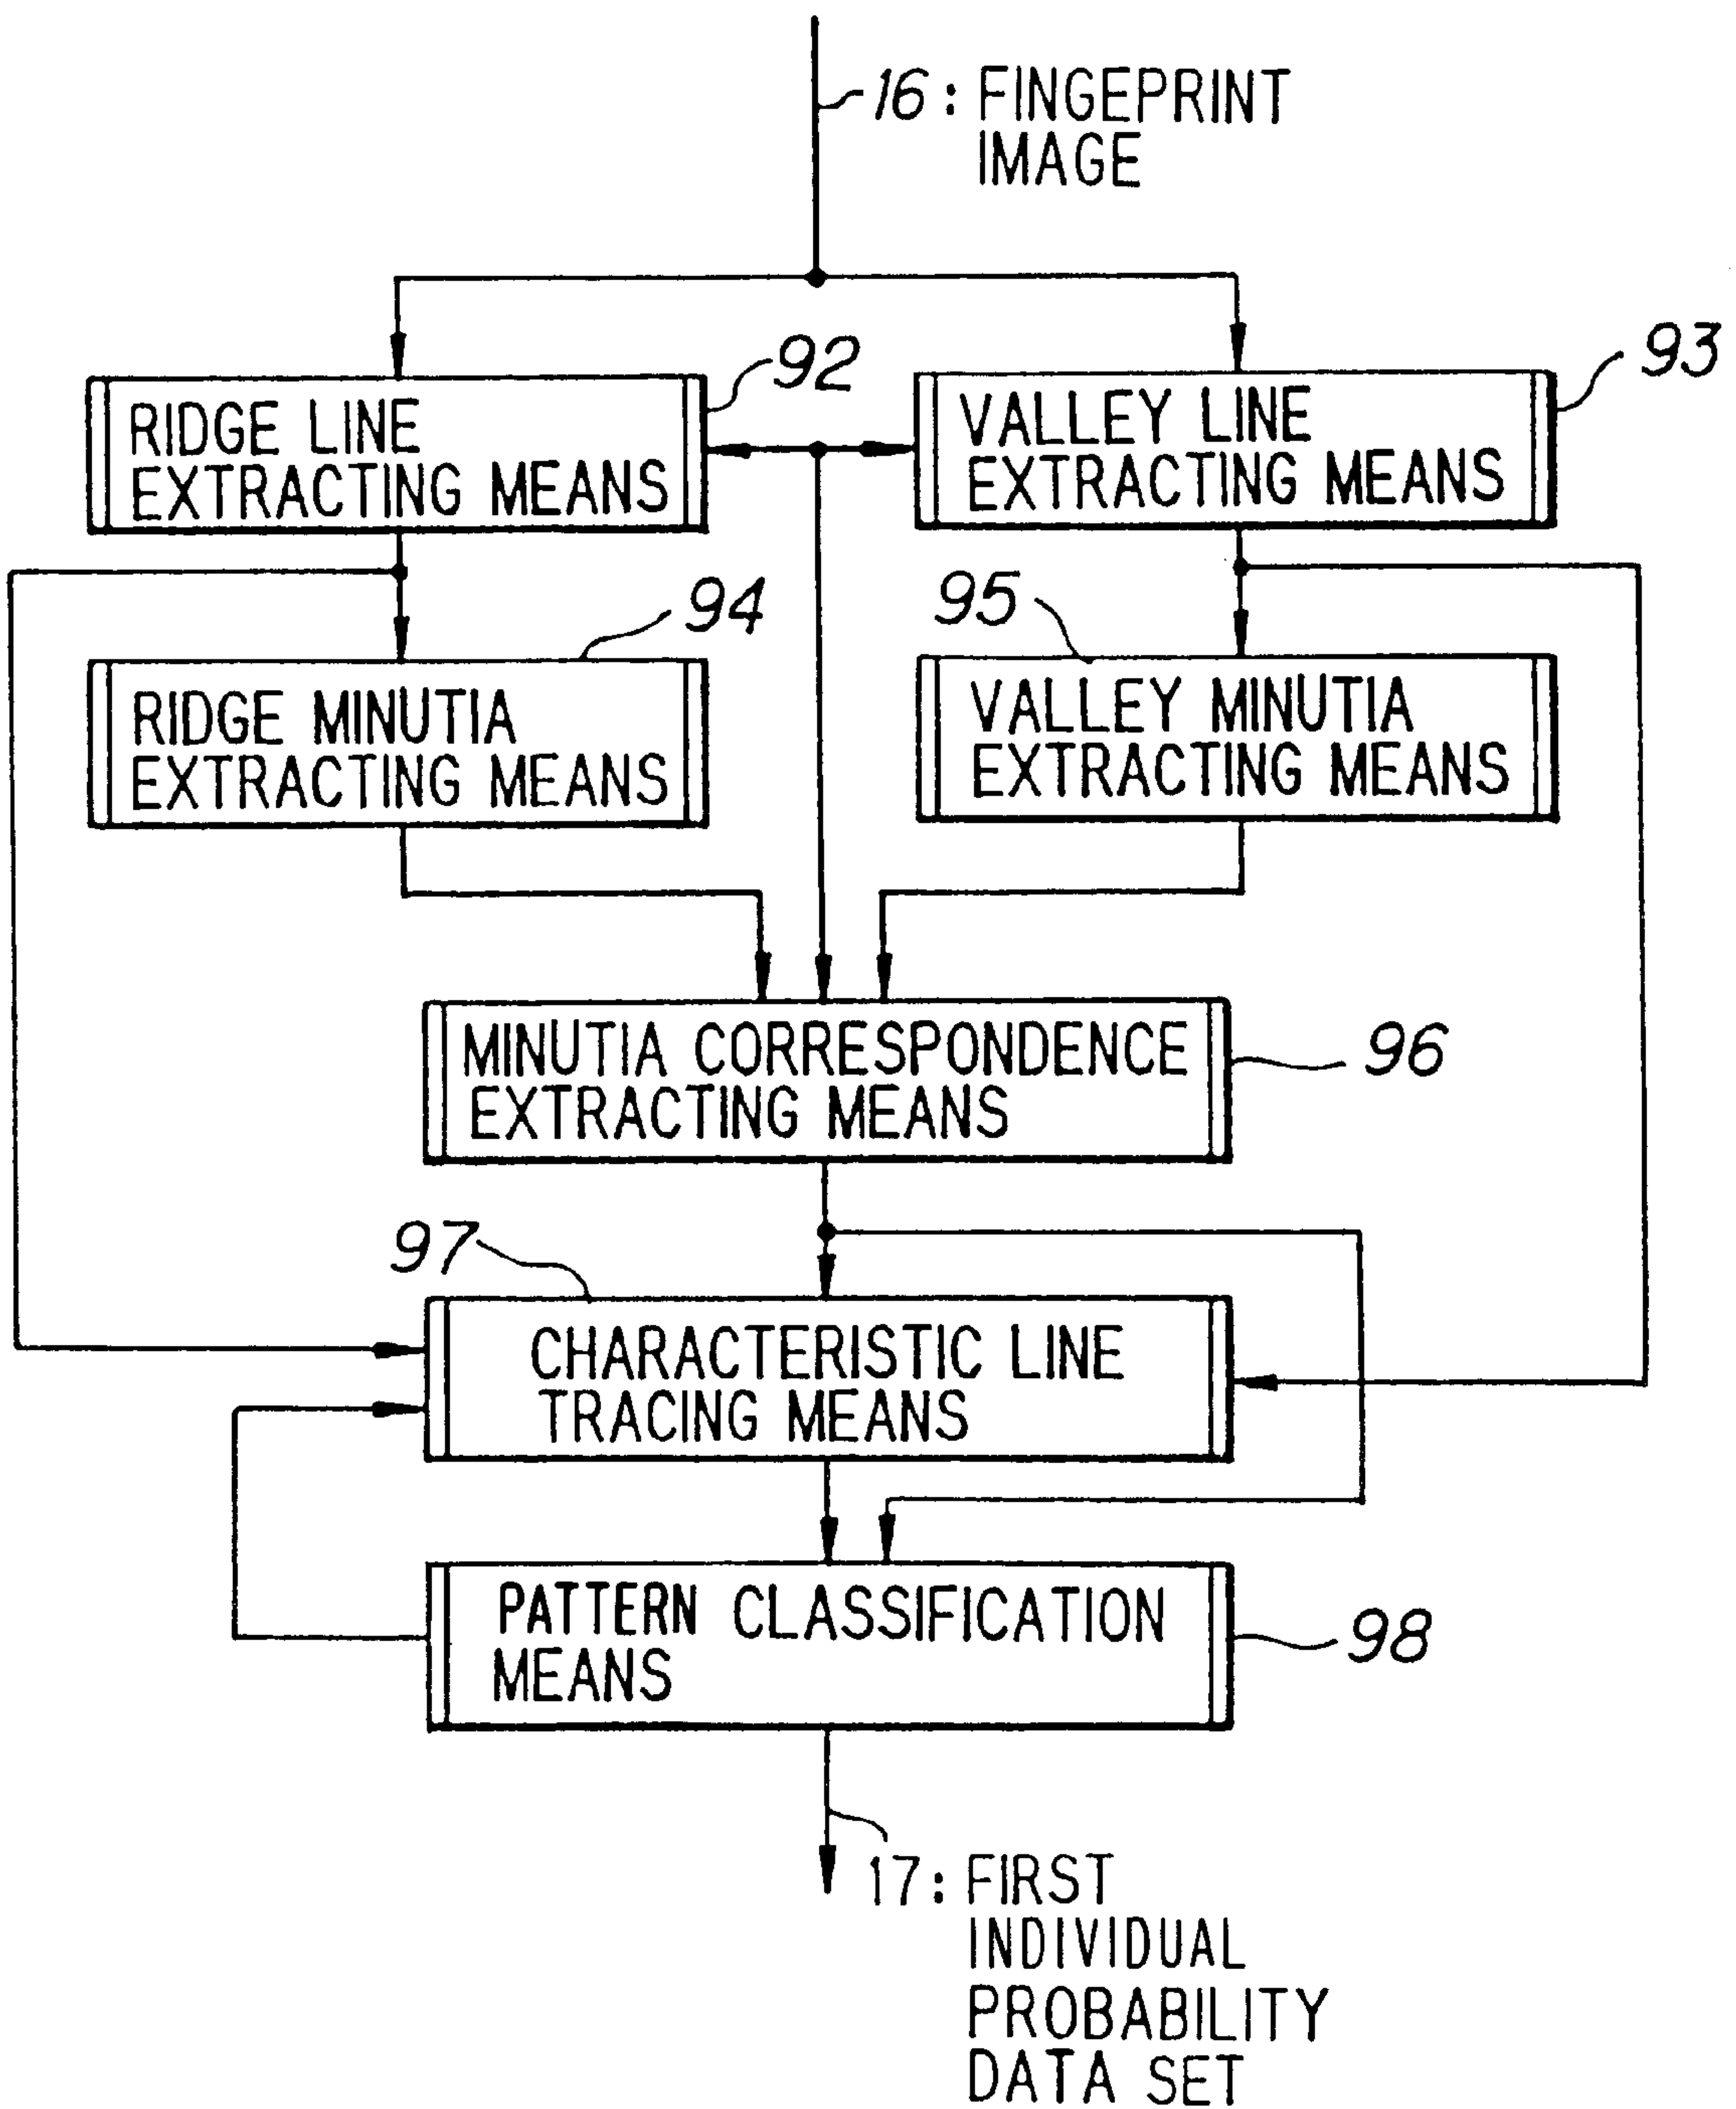 16: FINGEPRINT
IMAGE
92
93
RIDGE LINE
EXTRACTING MEANS
VALLEY LINE
EXTRACTING MEANS
94
95
RIDGE MINUTIA
EXTRACTING MEANS
VALLEY MINUTIA
EXTRACTING MEANS
MINUTIA CORRESPONDENCE
EXTRACTING MEANS
96
97
CHARACTERISTIC LINE
TRACING MEANS
PATTERN CLASSIFICATION
MEANS
98
17: FIRST
INDIVIDUAL
PROBABILITY
DATA SET